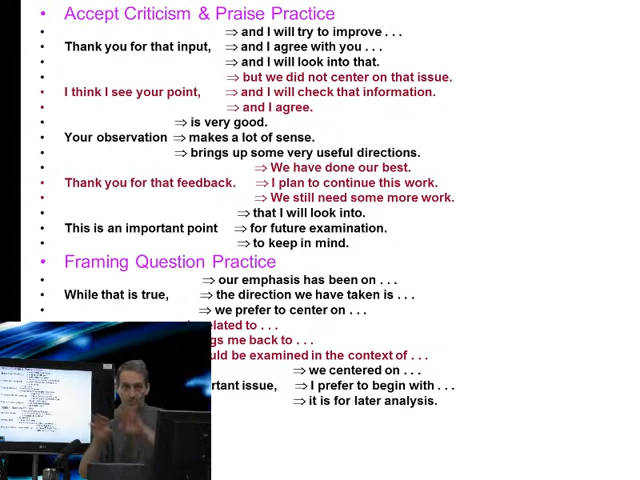 • Accept Criticism & Praise Practice
• ⇒ and I will try to improve . . .
• Thank you for that input, ⇒ and I agree with you . . .
• ⇒ and I will look into that.
• ⇒ but we did not center on that issue.
• I think I see your point, ⇒ and I will check that information.
• ⇒ and I agree.
• ⇒ is very good.
• Your observation ⇒ makes a lot of sense.
• ⇒ brings up some very useful directions.
• ⇒ We have done our best.
• Thank you for that feedback. ⇒ I plan to continue this work.
• ⇒ We still need some more work.
• ⇒ that I will look into.
• This is an important point ⇒ for future examination.
• ⇒ to keep in mind.
• Framing Question Practice
• ⇒ our emphasis has been on . . .
• While that is true, ⇒ the direction we have taken is . . .
• ⇒ we prefer to center on . . .
to . . .
me back to . . .
be examined in the context of . . .
⇒ we centered on . . .
issue, ⇒ I prefer to begin with . . .
⇒ it is for later analysis.